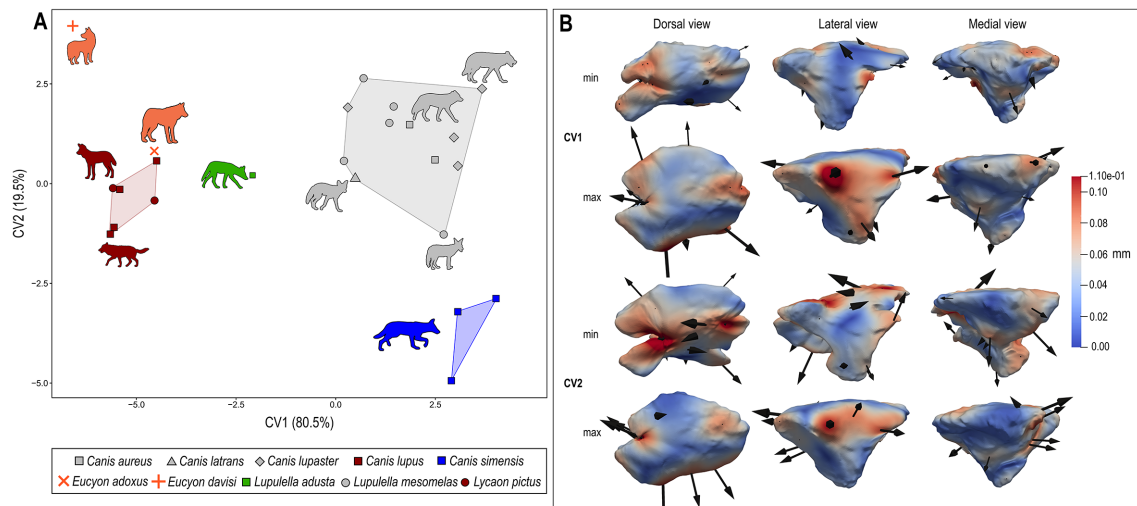 A
CV2 (19.5%)
2.5
0.0
−2.5
−5.0
−5.0
−2.5
0.0
2.5
CV1 (80.5%)
Canis aureus Canis latrans Canis lupaster Canis lupus Canis simensis
Eucyon adoxus Eucyon davisi Lupulella adusta Lupulella mesomelas Lycaon pictus
B
Dorsal view Lateral view Medial view
min
CV1
max
min
CV2
max
1.10e-01
0.10
0.08
0.06 mm
0.04
0.02
0.00